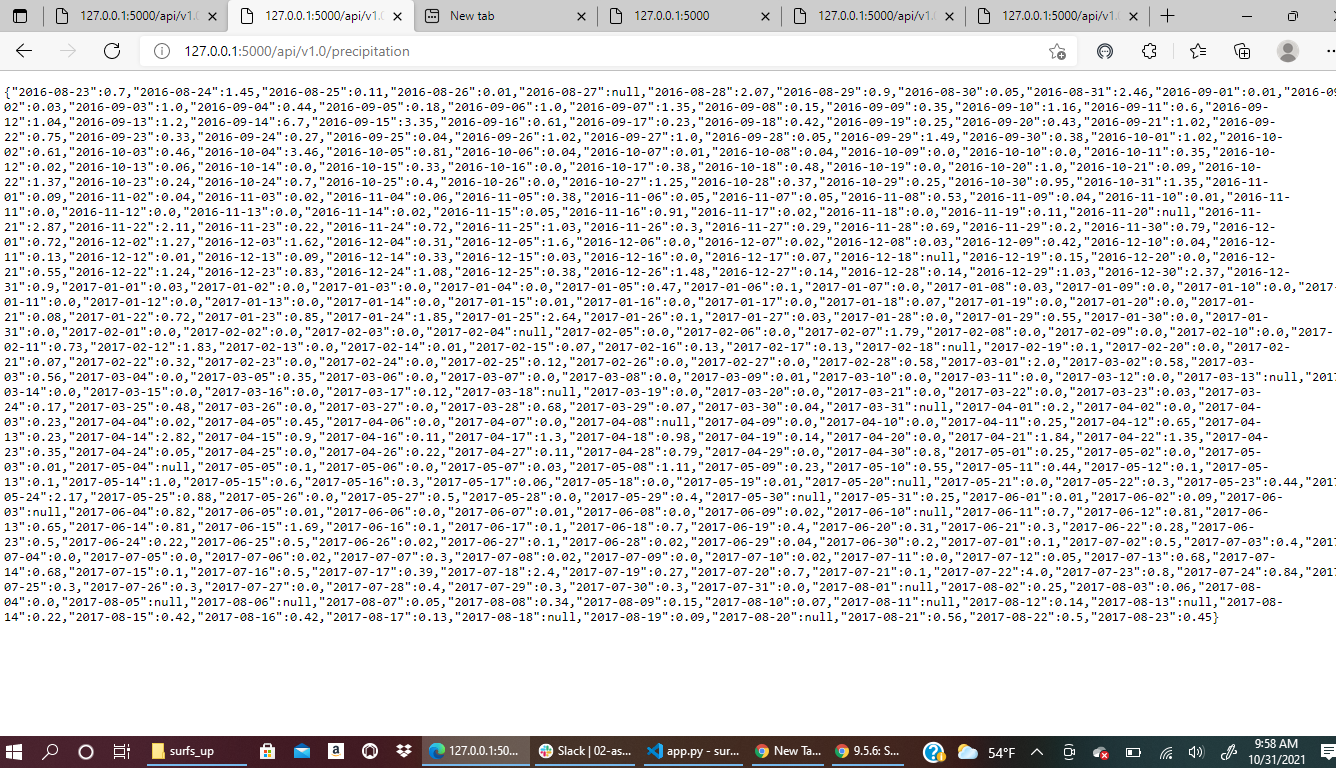 127.0.0.1:5000/api/v1.0
127.0.0.1:5000/api/v1.0
New tab
127.0.0.1:5000
127.0.0.1:5000/api/v1.
127.0.0.1:5000/api/v1.
127.0.0.1:5000/api/v1.0/precipitation
{"2016-08-23":0.7,"2016-08-24":1.45,"2016-08-25":0.11,"2016-08-26":0.01,"2016-08-27":null,"2016-08-28":2.07,"2016-08-29":0.9,"2016-08-30":0.05,"2016-08-31":2.46,"2016-09-01":0.01,"2016-09
02":0.03,"2016-09-03":1.0,"2016-09-04":0.44,"2016-09-05":0.18,"2016-09-06":1.0,"2016-09-07":1.35,"2016-09-08":0.15,"2016-09-09":0.35,"2016-09-10":1.16,"2016-09-11":0.6,"2016-09-
12":1.04,"2016-09-13":1.2,"2016-09-14":6.7,"2016-09-15":3.35,"2016-09-16":0.61,"2016-09-17":0.23,"2016-09-18":0.42,"2016-09-19":0.25,"2016-09-20":0.43,"2016-09-21":1.02,"2016-09-
22":0.75,"2016-09-23":0.33,"2016-09-24":0.27,"2016-09-25":0.04,"2016-09-26":1.02,"2016-09-27":1.0,"2016-09-28":0.05,"2016-09-29":1.49,"2016-09-30":0.38,"2016-10-01":1.02,"2016-10-
02":0.61,"2016-10-03":0.46,"2016-10-04":3.46,"2016-10-05":0.81,"2016-10-06":0.04,"2016-10-07":0.01,"2016-10-08":0.04,"2016-10-09":0.0,"2016-10-10":0.0,"2016-10-11":0.35,"2016-10-
12":0.02,"2016-10-13":0.06,"2016-10-14":0.0,"2016-10-15":0.33,"2016-10-16":0.0,"2016-10-17":0.38,"2016-10-18":0.48,"2016-10-19":0.0,"2016-10-20":1.0,"2016-10-21":0.09,"2016-10-
22":1.37,"2016-10-23":0.24,"2016-10-24":0.7,"2016-10-25":0.4,"2016-10-26":0.0,"2016-10-27":1.25,"2016-10-28":0.37,"2016-10-29":0.25,"2016-10-30":0.95,"2016-10-31":1.35,"2016-11-
01":0.09,"2016-11-02":0.04,"2016-11-03":0.02,"2016-11-04":0.06,"2016-11-05":0.38,"2016-11-06":0.05,"2016-11-07":0.05,"2016-11-08":0.53,"2016-11-09":0.04,"2016-11-10":0.01,"2016-11-
11":0.0,"2016-11-12":0.0,"2016-11-13":0.0,"2016-11-14":0.02,"2016-11-15":0.05,"2016-11-16":0.91,"2016-11-17":0.02,"2016-11-18":0.0,"2016-11-19":0.11,"2016-11-20":null,"2016-11-
21":2.87,"2016-11-22":2.11,"2016-11-23":0.22,"2016-11-24":0.72,"2016-11-25":1.03,"2016-11-26":0.3,"2016-11-27":0.29,"2016-11-28":0.69,"2016-11-29":0.2,"2016-11-30":0.79,"2016-12-
01":0.72,"2016-12-02":1.27,"2016-12-03":1.62,"2016-12-04":0.31,"2016-12-05":1.6,"2016-12-06":0.0,"2016-12-07":0.02,"2016-12-08":0.03,"2016-12-09":0.42,"2016-12-10":0.04,"2016-12-
11":0.13,"2016-12-12":0.01,"2016-12-13":0.09,"2016-12-14":0.33,"2016-12-15":0.03,"2016-12-16":0.0,"2016-12-17":0.07,"2016-12-18":null,"2016-12-19":0.15,"2016-12-20":0.0,"2016-12-
21":0.55,"2016-12-22":1.24,"2016-12-23":0.83,"2016-12-24":1.08,"2016-12-25":0.38,"2016-12-26":1.48,"2016-12-27":0.14,"2016-12-28":0.14,"2016-12-29":1.03,"2016-12-30":2.37,"2016-12-
31":0.9,"2017-01-01":0.03,"2017-01-02":0.0,"2017-01-03":0.0,"2017-01-04":0.0,"2017-01-05":0.47,"2017-01-06":0.1,"2017-01-07":0.0,"2017-01-08":0.03,"2017-01-09":0.0,"2017-01-10":0.0,"2017-
01-11":0.0,"2017-01-12":0.0,"2017-01-13":0.0,"2017-01-14":0.0,"2017-01-15":0.01,"2017-01-16":0.0,"2017-01-17":0.0,"2017-01-18":0.07,"2017-01-19":0.0,"2017-01-20":0.0,"2017-01-
21":0.08,"2017-01-22":0.72,"2017-01-23":0.85,"2017-01-24":1.85,"2017-01-25":2.64,"2017-01-26":0.1,"2017-01-27":0.03,"2017-01-28":0.0,"2017-01-29":0.55,"2017-01-30":0.0,"2017-01-
31":0.0,"2017-02-01":0.0,"2017-02-02":0.0,"2017-02-03":0.0,"2017-02-04":null,"2017-02-05":0.0,"2017-02-06":0.0,"2017-02-07":1.79,"2017-02-08":0.0,"2017-02-09":0.0,"2017-02-10":0.0,"2017-
02-11":0.73,"2017-02-12":1.83,"2017-02-13":0.0,"2017-02-14":0.01,"2017-02-15":0.07,"2017-02-16":0.13,"2017-02-17":0.13,"2017-02-18":null,"2017-02-19":0.1,"2017-02-20":0.0,"2017-02-
21":0.07,"2017-02-22":0.32,"2017-02-23":0.0,"2017-02-24":0.0,"2017-02-25":0.12,"2017-02-26":0.0,"2017-02-27":0.0,"2017-02-28":0.58,"2017-03-01":2.0,"2017-03-02":0.58,"2017-03-
03":0.56,"2017-03-04":0.0,"2017-03-05":0.35,"2017-03-06":0.0,"2017-03-07":0.0,"2017-03-08":0.0,"2017-03-09":0.01,"2017-03-10":0.0,"2017-03-11":0.0,"2017-03-12":0.0,"2017-03-13":null,"2017
03-14":0.0,"2017-03-15":0.0,"2017-03-16":0.0,"2017-03-17":0.12,"2017-03-18":null,"2017-03-19":0.0,"2017-03-20":0.0,"2017-03-21":0.0,"2017-03-22":0.0,"2017-03-23":0.03,"2017-03-
24":0.17,"2017-03-25":0.48,"2017-03-26":0.0,"2017-03-27":0.0,"2017-03-28":0.68,"2017-03-29":0.07,"2017-03-30":0.04,"2017-03-31":null,"2017-04-01":0.2,"2017-04-02":0.0,"2017-04-
03":0.23,"2017-04-04":0.02,"2017-04-05":0.45,"2017-04-06":0.0,"2017-04-07":0.0,"2017-04-08":null,"2017-04-09":0.0,"2017-04-10":0.0,"2017-04-11":0.25,"2017-04-12":0.65,"2017-04-
13":0.23,"2017-04-14":2.82,"2017-04-15":0.9,"2017-04-16":0.11,"2017-04-17":1.3,"2017-04-18":0.98,"2017-04-19":0.14,"2017-04-20":0.0,"2017-04-21":1.84,"2017-04-22":1.35,"2017-04-
23":0.35,"2017-04-24":0.05,"2017-04-25":0.0,"2017-04-26":0.22,"2017-04-27":0.11,"2017-04-28":0.79,"2017-04-29":0.0,"2017-04-30":0.8,"2017-05-01":0.25,"2017-05-02":0.0,"2017-05-
03":0.01,"2017-05-04":null,"2017-05-05":0.1,"2017-05-06":0.0,"2017-05-07":0.03,"2017-05-08":1.11,"2017-05-09":0.23,"2017-05-10":0.55,"2017-05-11":0.44,"2017-05-12":0.1,"2017-05-
13":0.1,"2017-05-14":1.0,"2017-05-15":0.6,"2017-05-16":0.3,"2017-05-17":0.06,"2017-05-18":0.0,"2017-05-19":0.01,"2017-05-20":null,"2017-05-21":0.0,"2017-05-22":0.3,"2017-05-23":0.44,"2017
05-24":2.17,"2017-05-25":0.88,"2017-05-26":0.0,"2017-05-27":0.5,"2017-05-28":0.0,"2017-05-29":0.4,"2017-05-30":null,"2017-05-31":0.25,"2017-06-01":0.01,"2017-06-02":0.09,"2017-06-
03":null,"2017-06-04":0.82,"2017-06-05":0.01,"2017-06-06":0.0,"2017-06-07":0.01,"2017-06-08":0.0,"2017-06-09":0.02,"2017-06-10":null,"2017-06-11":0.7,"2017-06-12":0.81,"2017-06-
13":0.65,"2017-06-14":0.81,"2017-06-15":1.69,"2017-06-16":0.1,"2017-06-17":0.1,"2017-06-18":0.7,"2017-06-19":0.4,"2017-06-20":0.31,"2017-06-21":0.3,"2017-06-22":0.28,"2017-06-
23":0.5,"2017-06-24":0.22,"2017-06-25":0.5,"2017-06-26":0.02,"2017-06-27":0.1,"2017-06-28":0.02,"2017-06-29":0.04,"2017-06-30":0.2,"2017-07-01":0.1,"2017-07-02":0.5,"2017-07-03":0.4,"2017
07-04":0.0,"2017-07-05":0.0,"2017-07-06":0.02,"2017-07-07":0.3,"2017-07-08":0.02,"2017-07-09":0.0,"2017-07-10":0.02,"2017-07-11":0.0,"2017-07-12":0.05,"2017-07-13":0.68,"2017-07-
14":0.68,"2017-07-15":0.1,"2017-07-16":0.5,"2017-07-17":0.39,"2017-07-18":2.4,"2017-07-19":0.27,"2017-07-20":0.7,"2017-07-21":0.1,"2017-07-22":4.0,"2017-07-23":0.8,"2017-07-24":0.84,"2017
07-25":0.3,"2017-07-26":0.3,"2017-07-27":0.0,"2017-07-28":0.4,"2017-07-29":0.3,"2017-07-30":0.3,"2017-07-31":0.0,"2017-08-01":null,"2017-08-02":0.25,"2017-08-03":0.06,"2017-08-
04":0.0,"2017-08-05":null,"2017-08-06":null,"2017-08-07":0.05,"2017-08-08":0.34,"2017-08-09":0.15,"2017-08-10":0.07,"2017-08-11":null,"2017-08-12":0.14,"2017-08-13":null,"2017-08-
14":0.22,"2017-08-15":0.42,"2017-08-16":0.42,"2017-08-17":0.13,"2017-08-18":null,"2017-08-19":0.09,"2017-08-20":null,"2017-08-21":0.56,"2017-08-22":0.5,"2017-08-23":0.45}
surfs_up
a
127.0.0.1:50...
Slack | 02-as...
app.py - sur...
New Ta...
9.5.6: S...
54°F
9:58 AM
10/31/2021